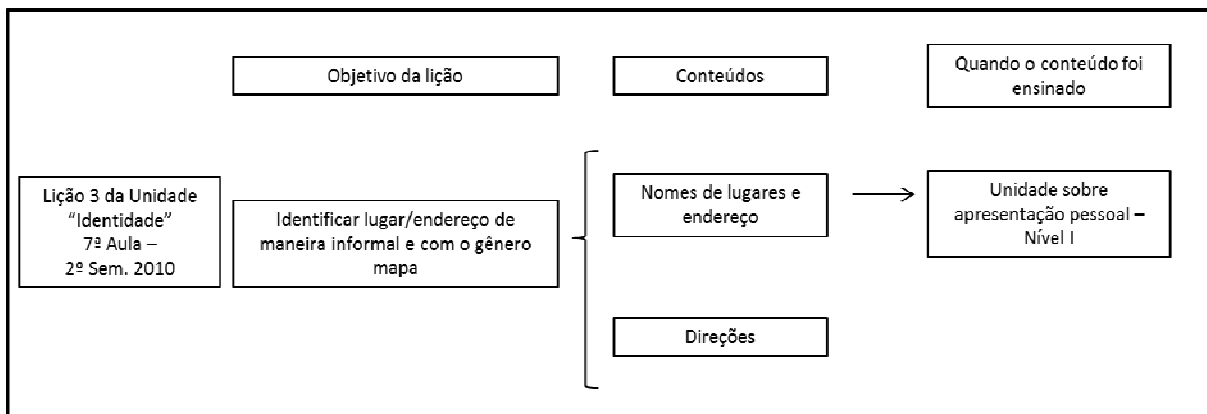 Objetivo da lição
Conteúdos
Quando o conteúdo foi
ensinado
Lição 3 da Unidade
“Identidade”
7ª Aula –
2º Sem. 2010
Identificar lugar/endereço de
maneira informal e com o gênero
mapa
Nomes de lugares e
endereço
Unidade sobre
apresentação pessoal –
Nível I
Direções